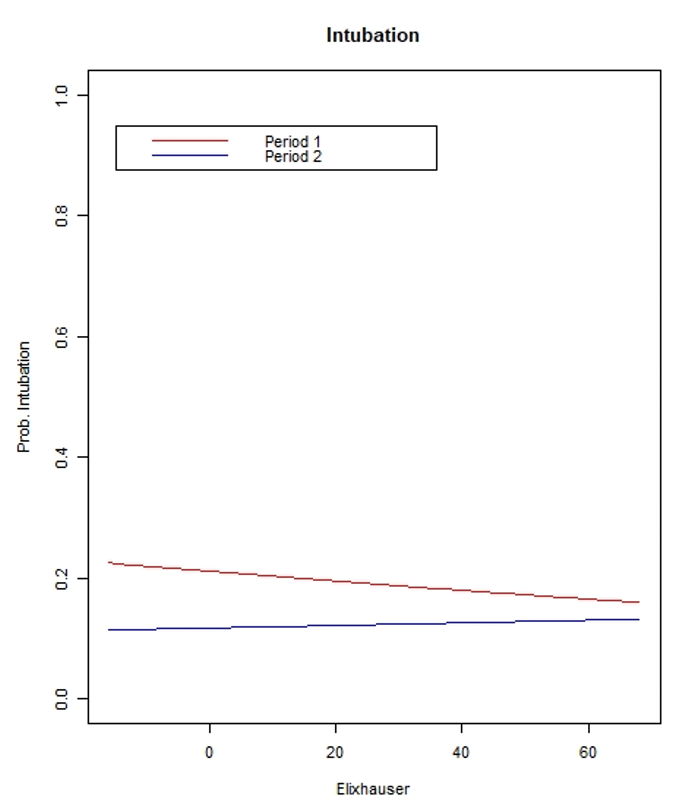 Intubation
1.0
0.8
0.6
0.4
0.2
0.0
Prob. Intubation
Period 1
Period 2
0 20 40 60
Elixhauser